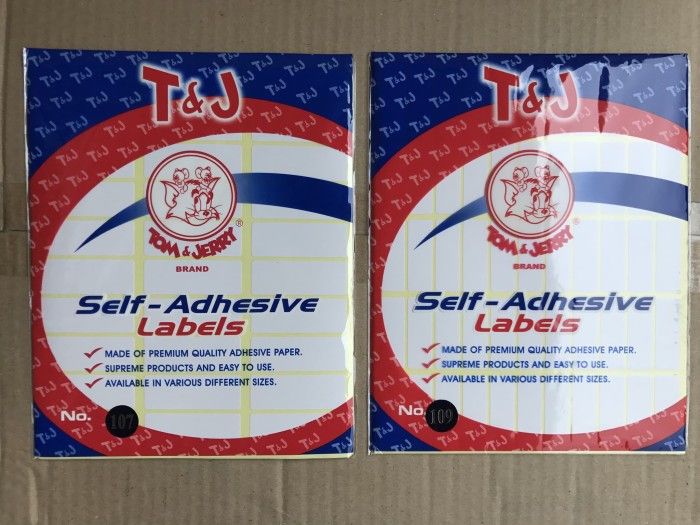 T&J
TOM & JERRY®
BRAND
Self-Adhesive
Labels
MADE OF PREMIUM QUALITY ADHESIVE PAPER.
SUPREME PRODUCTS AND EASY TO USE.
AVAILABLE IN VARIOUS DIFFERENT SIZES.
No. 107
T&J
TOM & JERRY®
BRAND
Self-Adhesive
Labels
MADE OF PREMIUM QUALITY ADHESIVE PAPER.
SUPREME PRODUCTS AND EASY TO USE.
AVAILABLE IN VARIOUS DIFFERENT SIZES.
No. 109